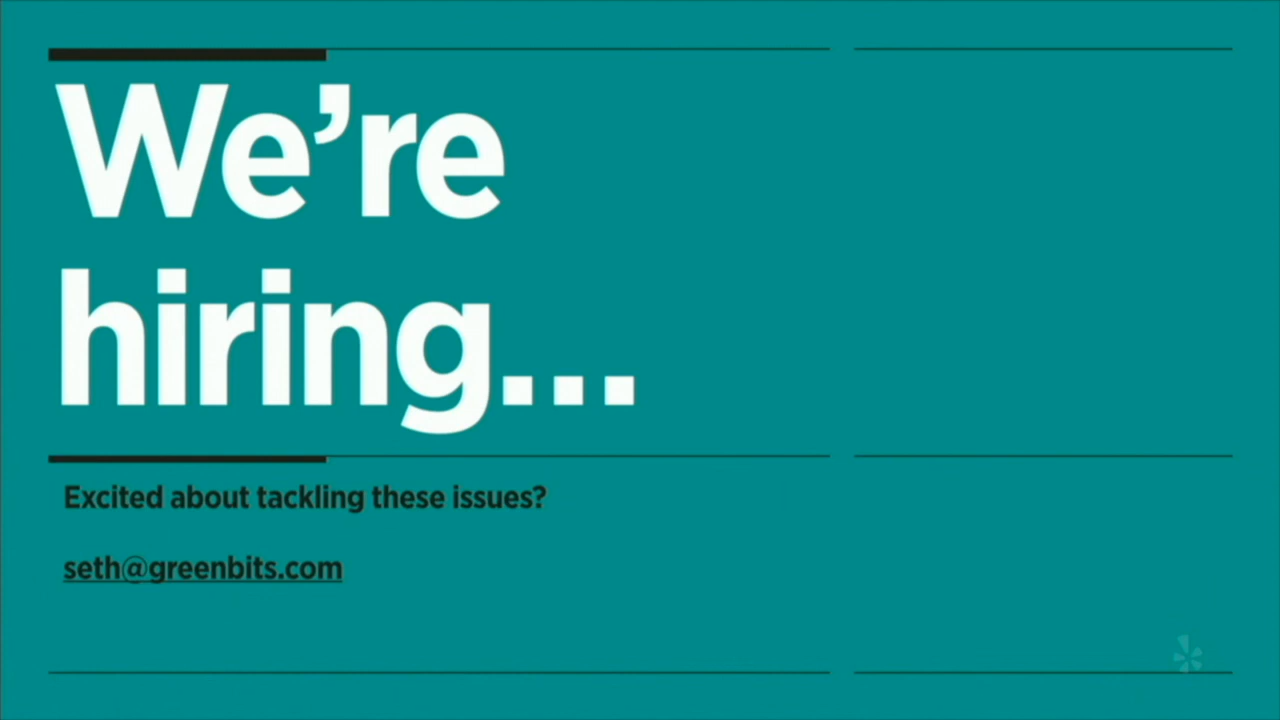 We’re
hiring...
Excited about tackling these issues?
seth@greenbits.com